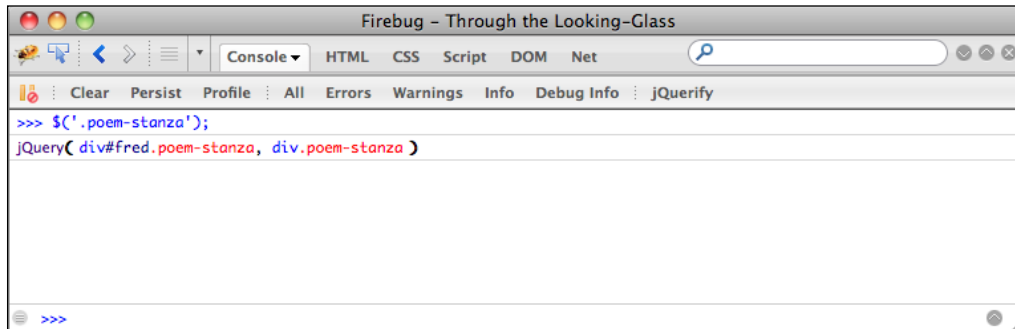 Firebug – Through the Looking-Glass
Console HTML CSS Script DOM Net
Clear Persist Profile All Errors Warnings Info Debug Info jQuerify
>>> $('.poem-stanza');
jQuery( div#fred.poem-stanza, div.poem-stanza )
>>>